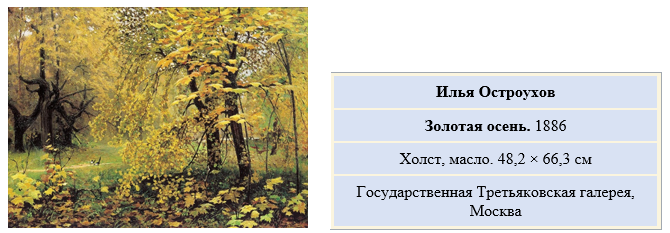 Илья Остроухов
Золотая осень. 1886
Холст, масло. 48,2 × 66,3 см
Государственная Третьяковская галерея,
Москва